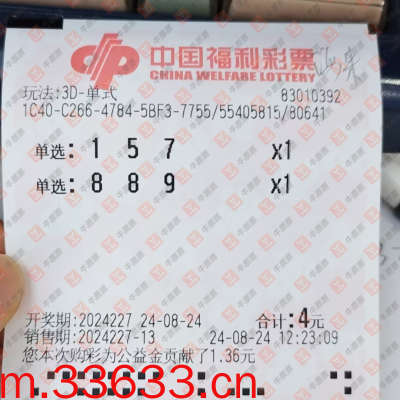 中国福利彩票
CHINA WELFARE LOTTERY
玩法:3D-单式 83010392
1C40-C266-4784-5BF3-7755/55405815/80641
单选: 1 5 7 X1
单选: 8 8 9 X1
开奖期:2024227 24-08-24 合计:4元
销售期:2024227-13 24-08-24 12:23:09
您本次购彩为公益金贡献了1.36元
m.33633.cn